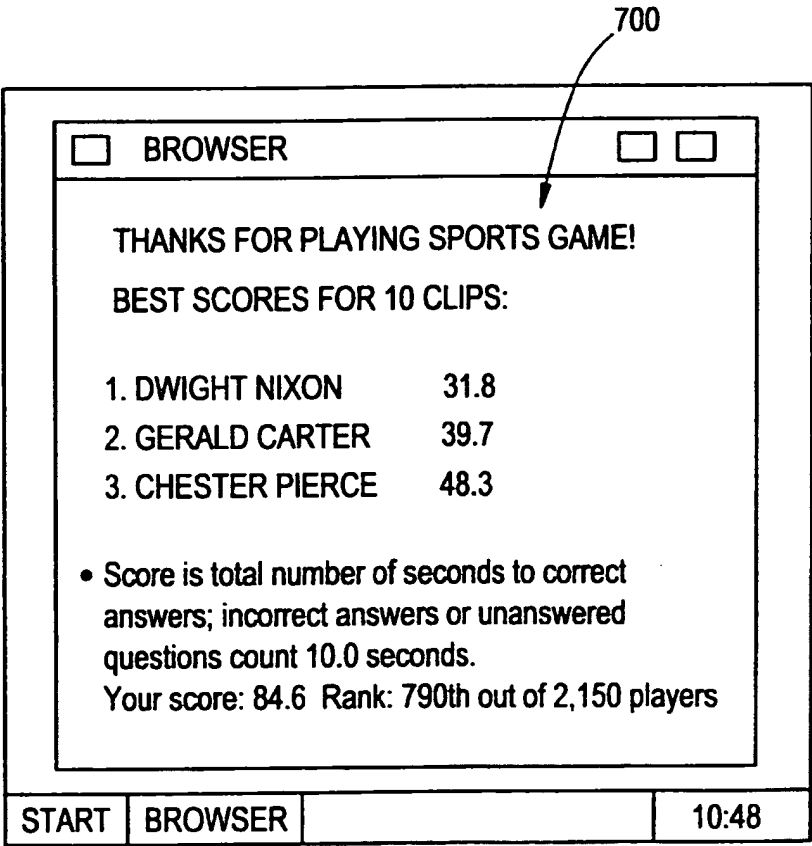 700
BROWSER
THANKS FOR PLAYING SPORTS GAME!
BEST SCORES FOR 10 CLIPS:
1. DWIGHT NIXON 31.8
2. GERALD CARTER 39.7
3. CHESTER PIERCE 48.3
• Score is total number of seconds to correct
answers; incorrect answers or unanswered
questions count 10.0 seconds.
Your score: 84.6 Rank: 790th out of 2,150 players
START BROWSER 10:48